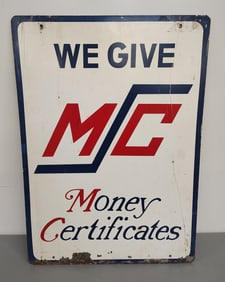 WE GIVE
MC
Money
Certificates